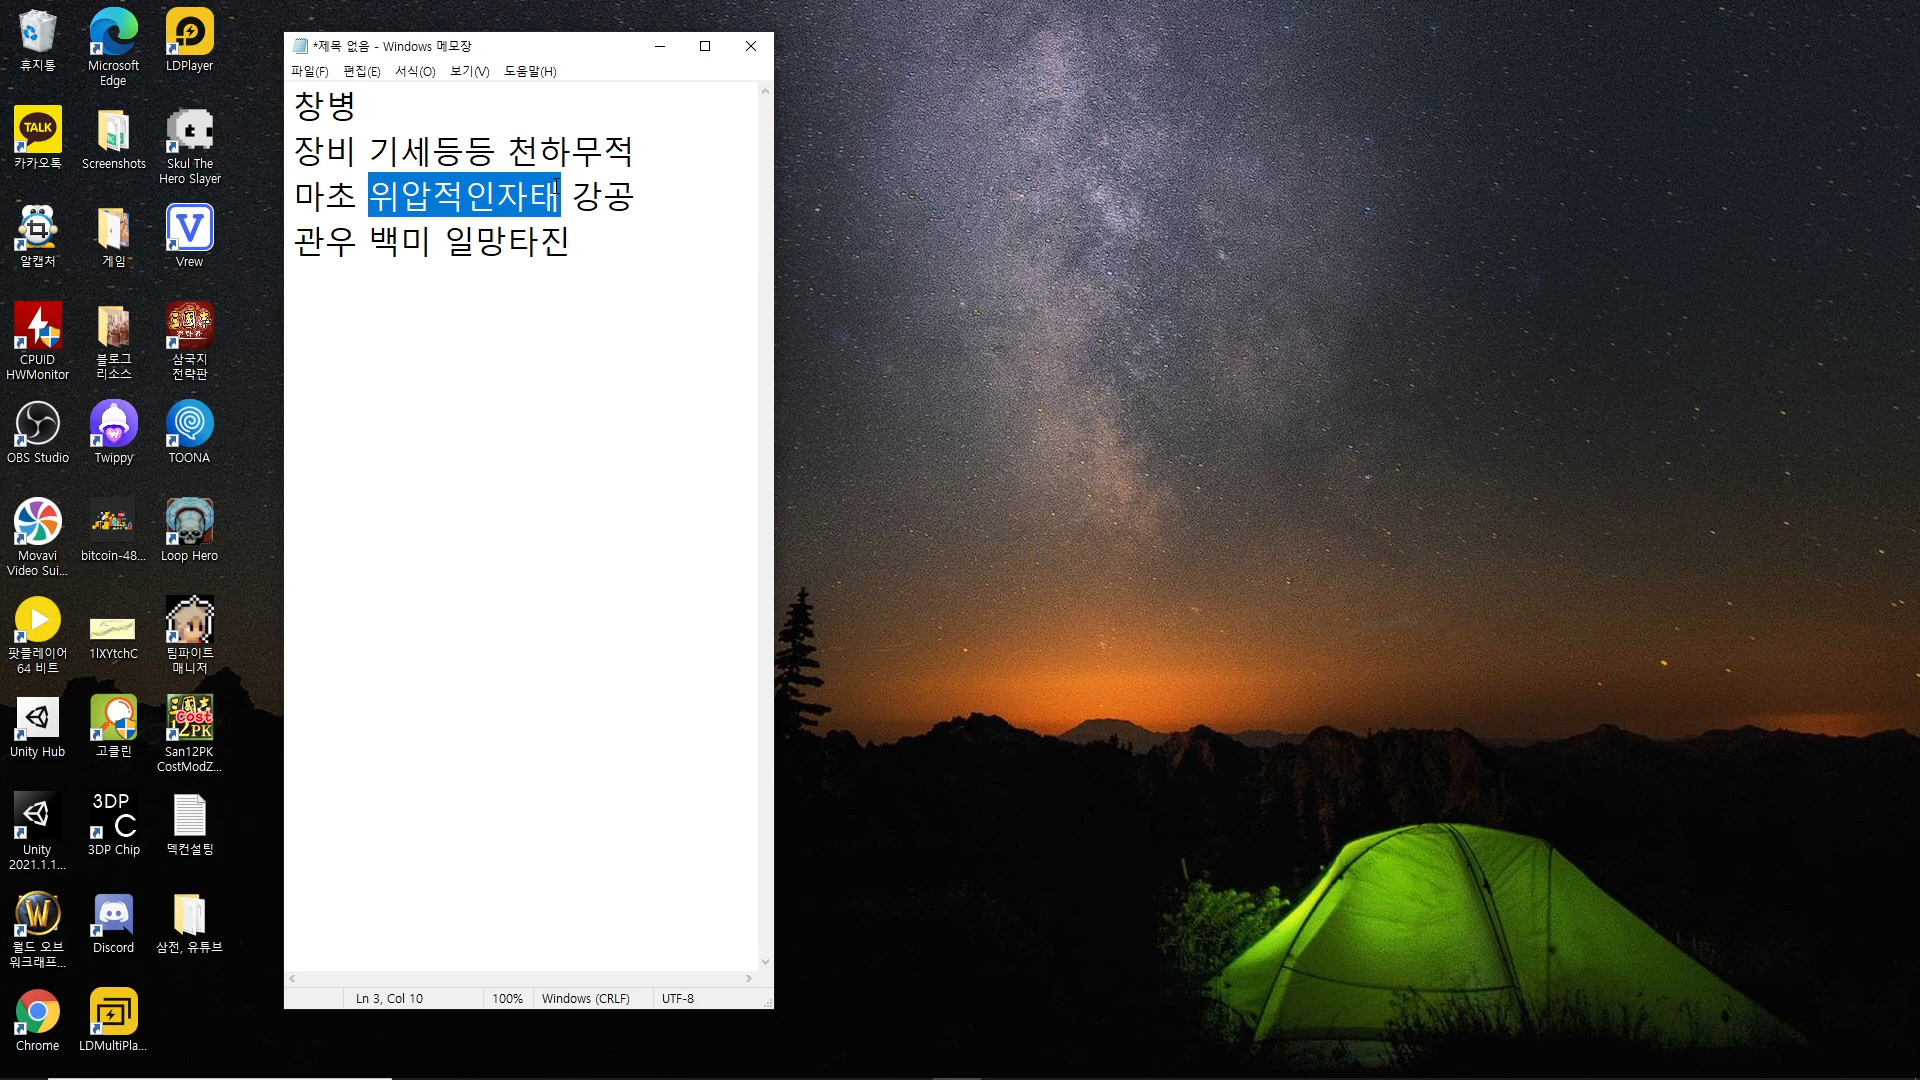 휴지통
Microsoft Edge
LDPlayer
TALK
카카오톡
Screenshots
Skul The Hero Slayer
알캡처
게임
V
Vrew
CPUID HWMonitor
블로그 리소스
삼국지 전략판
OBS Studio
Twippy
TOONA
Movavi Video Sui...
bitcoin-48...
Loop Hero
팟플레이어 64 비트
1lXYtchC
팀파이트 매니저
Unity Hub
고클린
Cost
12PK
San12PK CostModZ...
Unity 2021.1.1...
3DP
C
3DP Chip
덱컨설팅
W
월드 오브 워크래프...
Discord
삼전, 유튜브
Chrome
LDMultiPla...
*제목 없음 - Windows 메모장
파일(F) 편집(E) 서식(O) 보기(V) 도움말(H)
창병
장비 기세등등 천하무적
마초 위압적인자태 강공
관우 백미 일망타진
Ln 3, Col 10 100% Windows (CRLF) UTF-8